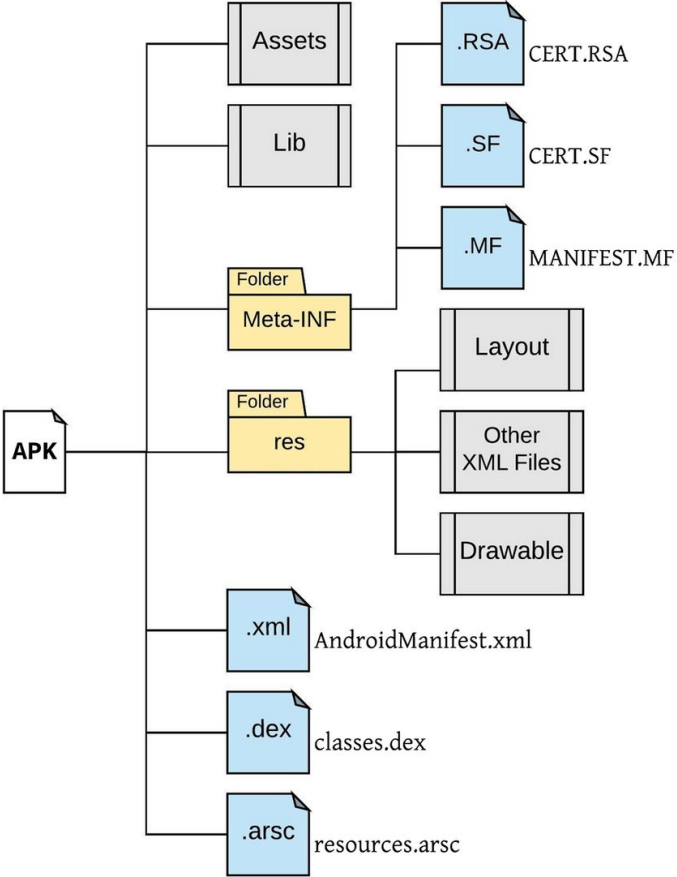 Assets
Lib
Folder
Meta-INF
.RSA
CERT.RSA
.SF
CERT.SF
.MF
MANIFEST.MF
APK
Folder
res
Layout
Other
XML Files
Drawable
.xml
AndroidManifest.xml
.dex
classes.dex
.arsc
resources.arsc